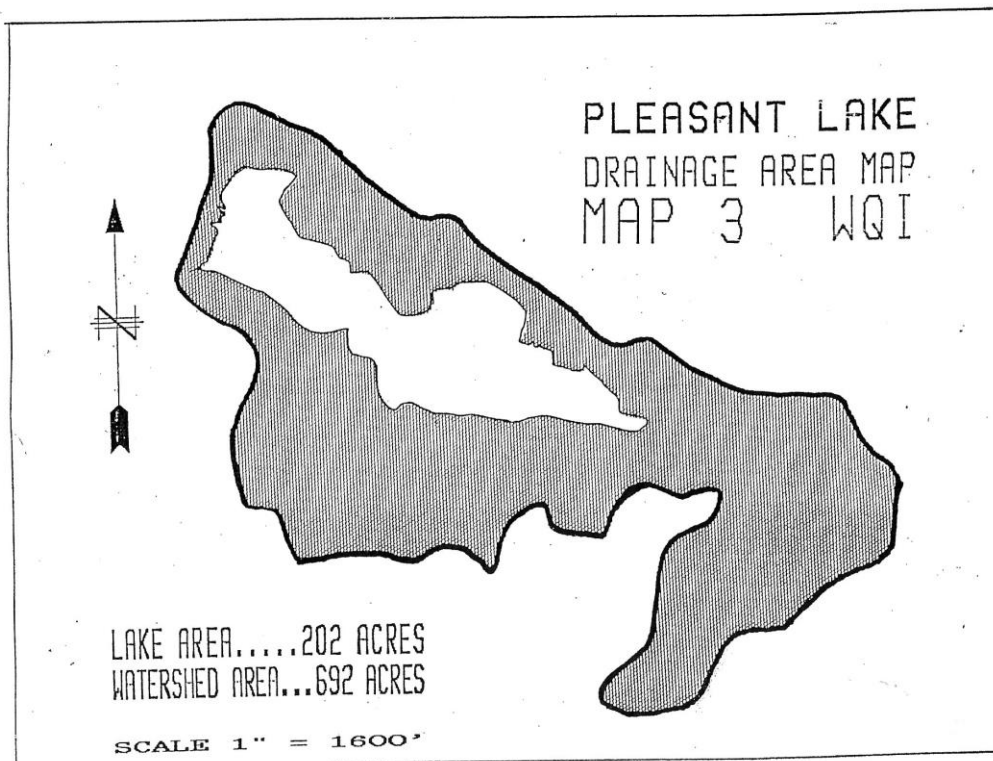 PLEASANT LAKE
DRAINAGE AREA MAP
MAP 3 WQI
N
LAKE AREA.....202 ACRES
WATERSHED AREA...692 ACRES
SCALE 1" = 1600'